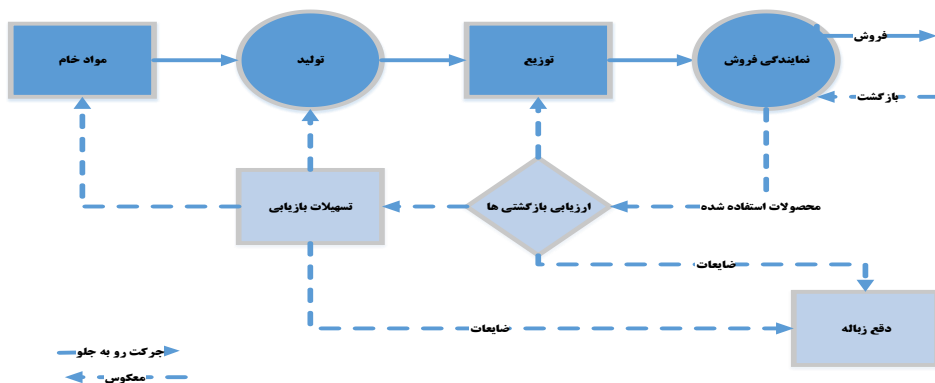 مواد خام
تولید
توزیع
نمایندگی فروش
فروش
بازگشت
تسهیلات بازیابی
ارزیابی بازگشتی ها
محصولات استفاده شده
ضایعات
دقع زباله
ضایعات
جرکت رو به جلو
معکوس